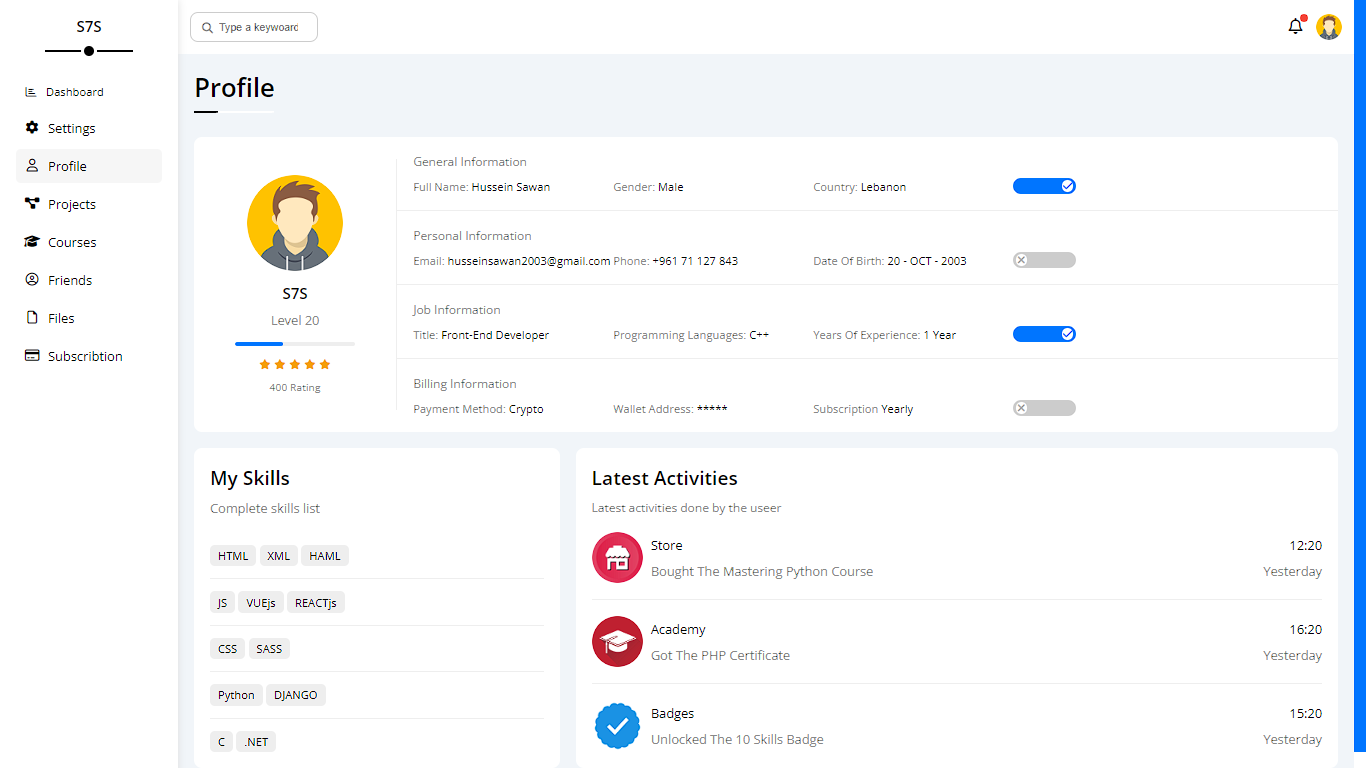 S7S
Dashboard
Settings
Profile
Projects
Courses
Friends
Files
Subscribtion
Type a keywoard
Profile
S7S
Level 20
400 Rating
General Information
Full Name: Hussein Sawan Gender: Male Country: Lebanon
Personal Information
Email: husseinsawan2003@gmail.com Phone: +961 71 127 843 Date Of Birth: 20 - OCT - 2003
Job Information
Title: Front-End Developer Programming Languages: C++ Years Of Experience: 1 Year
Billing Information
Payment Method: Crypto Wallet Address: ***** Subscription Yearly
My Skills
Complete skills list
HTML XML HAML
JS VUEjs REACTjs
CSS SASS
Python DJANGO
C .NET
Latest Activities
Latest activities done by the useer
Store 12:20
Bought The Mastering Python Course Yesterday
Academy 16:20
Got The PHP Certificate Yesterday
Badges 15:20
Unlocked The 10 Skills Badge Yesterday